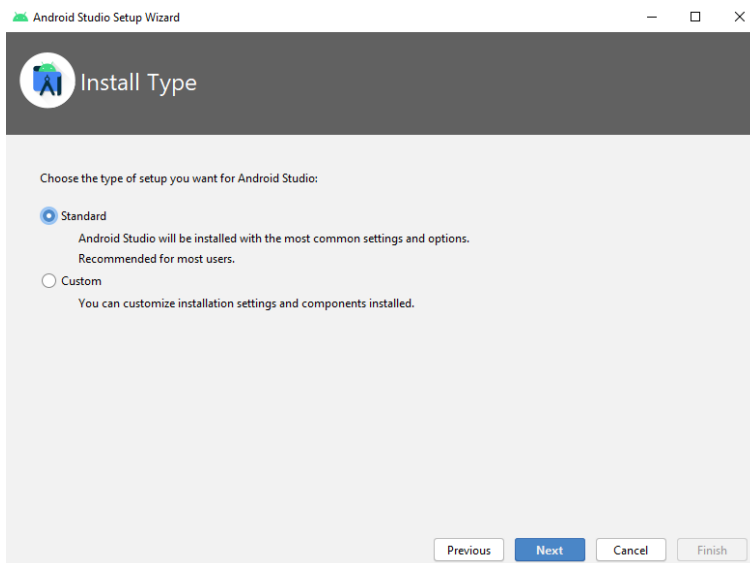 Android Studio Setup Wizard
Install Type
Choose the type of setup you want for Android Studio:
Standard
Android Studio will be installed with the most common settings and options.
Recommended for most users.
Custom
You can customize installation settings and components installed.
Previous Next Cancel Finish